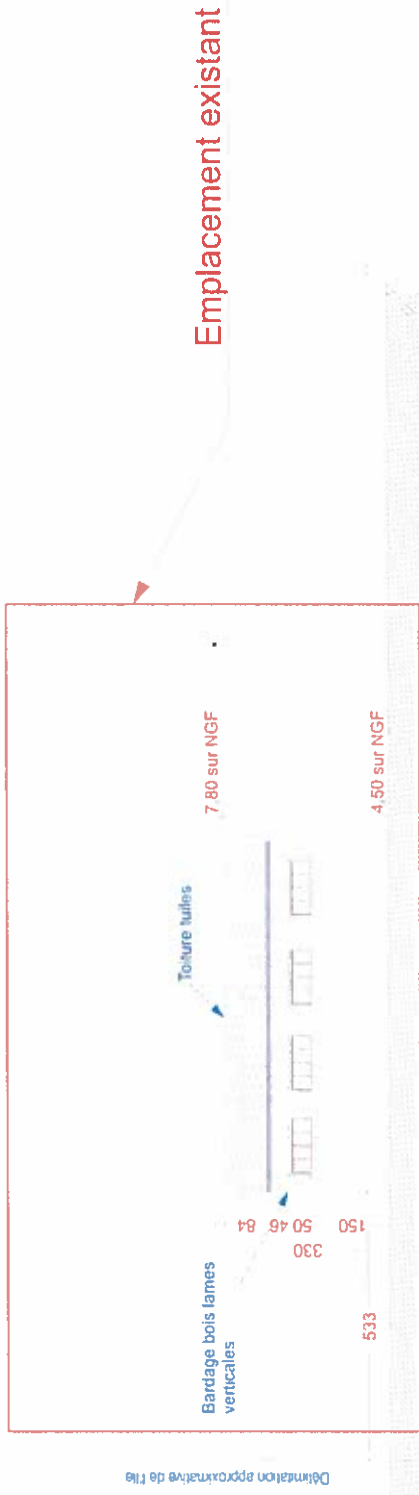 Emplacement existant
7,80 sur NGF
4,50 sur NGF
Toiture tuiles
Bardage bois lames
verticales
84
46
50
150
330
533
Délimitation approximative de l'île